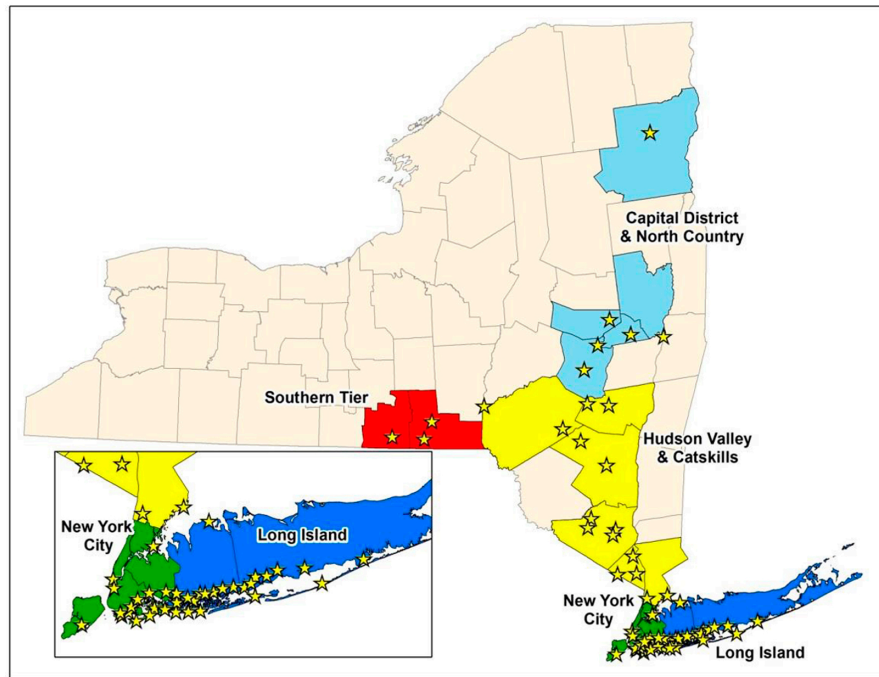 Capital District
& North Country
Southern Tier
Hudson Valley
& Catskills
New York
City
Long Island
New York
City
Long Island